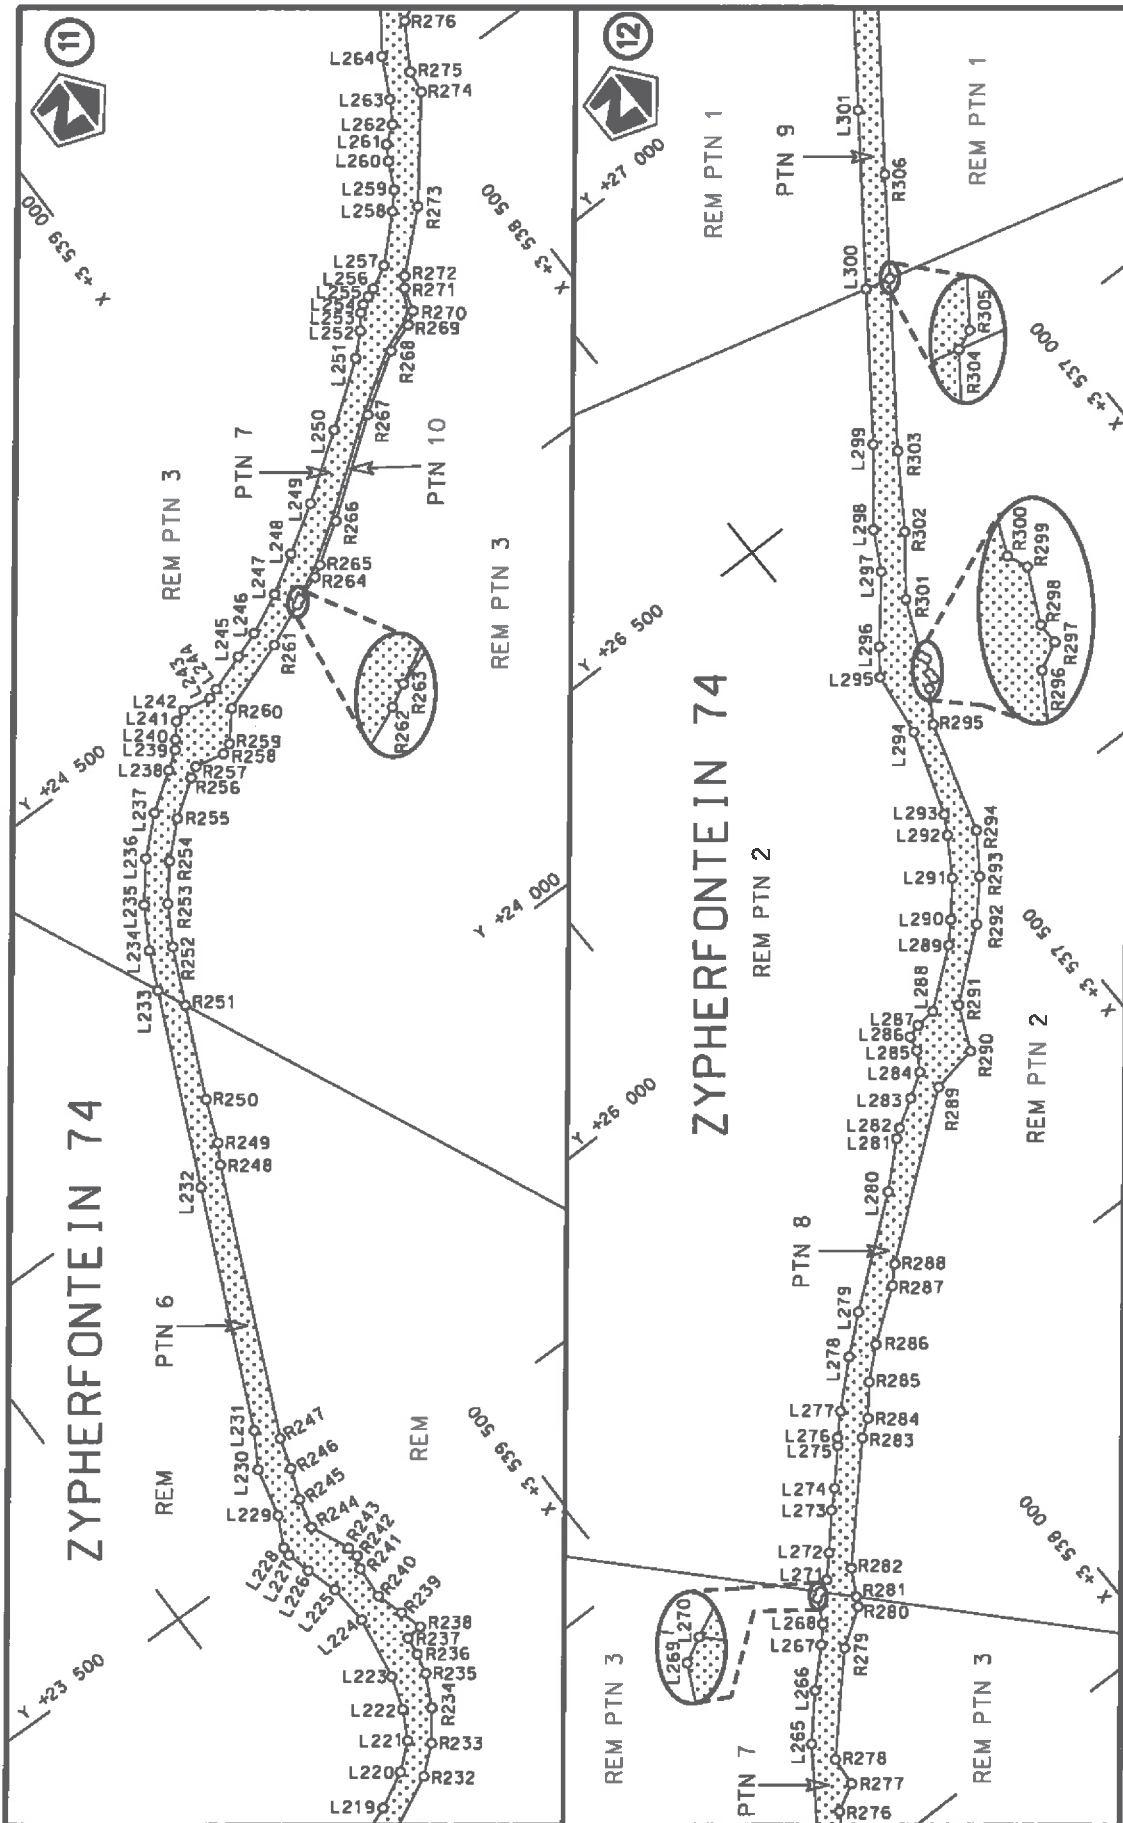 11
N
ZYPHERFONTEIN 74
X +3 539 000
X +3 538 500
X +3 539 500
Y +24 500
Y +24 000
Y +23 500
REM PTN 3
PTN 7
PTN 10
REM PTN 3
PTN 6
REM
REM
L264
L263
L262
L261
L260
L259
L258
L257
L256
L255
L254
L253
L252
L251
L250
L249
L248
L247
L246
L245
L244
L243
L242
L241
L240
L239
L238
L237
L236
L235
L234
L233
L232
L231
L230
L229
L228
L227
L226
L225
L224
L223
L222
L221
L220
L219
R276
R275
R274
R273
R272
R271
R270
R269
R268
R267
R266
R265
R264
R263
R262
R261
R260
R259
R258
R257
R256
R255
R254
R253
R252
R251
R250
R249
R248
R247
R246
R245
R244
R243
R242
R241
R240
R239
R238
R237
R236
R235
R234
R233
R232
12
N
ZYPHERFONTEIN 74
REM PTN 2
REM PTN 2
Y +27 000
Y +26 500
Y +26 000
X +3 537 000
X +3 537 500
X +3 538 000
REM PTN 1
PTN 9
REM PTN 1
PTN 8
REM PTN 3
PTN 7
REM PTN 3
L301
L300
L299
L298
L297
L296
L295
L294
L293
L292
L291
L290
L289
L288
L287
L286
L285
L284
L283
L282
L281
L280
L279
L278
L277
L276
L275
L274
L273
L272
L271
L270
L269
L268
L267
L266
L265
R306
R305
R304
R303
R302
R301
R300
R299
R298
R297
R296
R295
R294
R293
R292
R291
R290
R289
R288
R287
R286
R285
R284
R283
R282
R281
R280
R279
R278
R277
R276